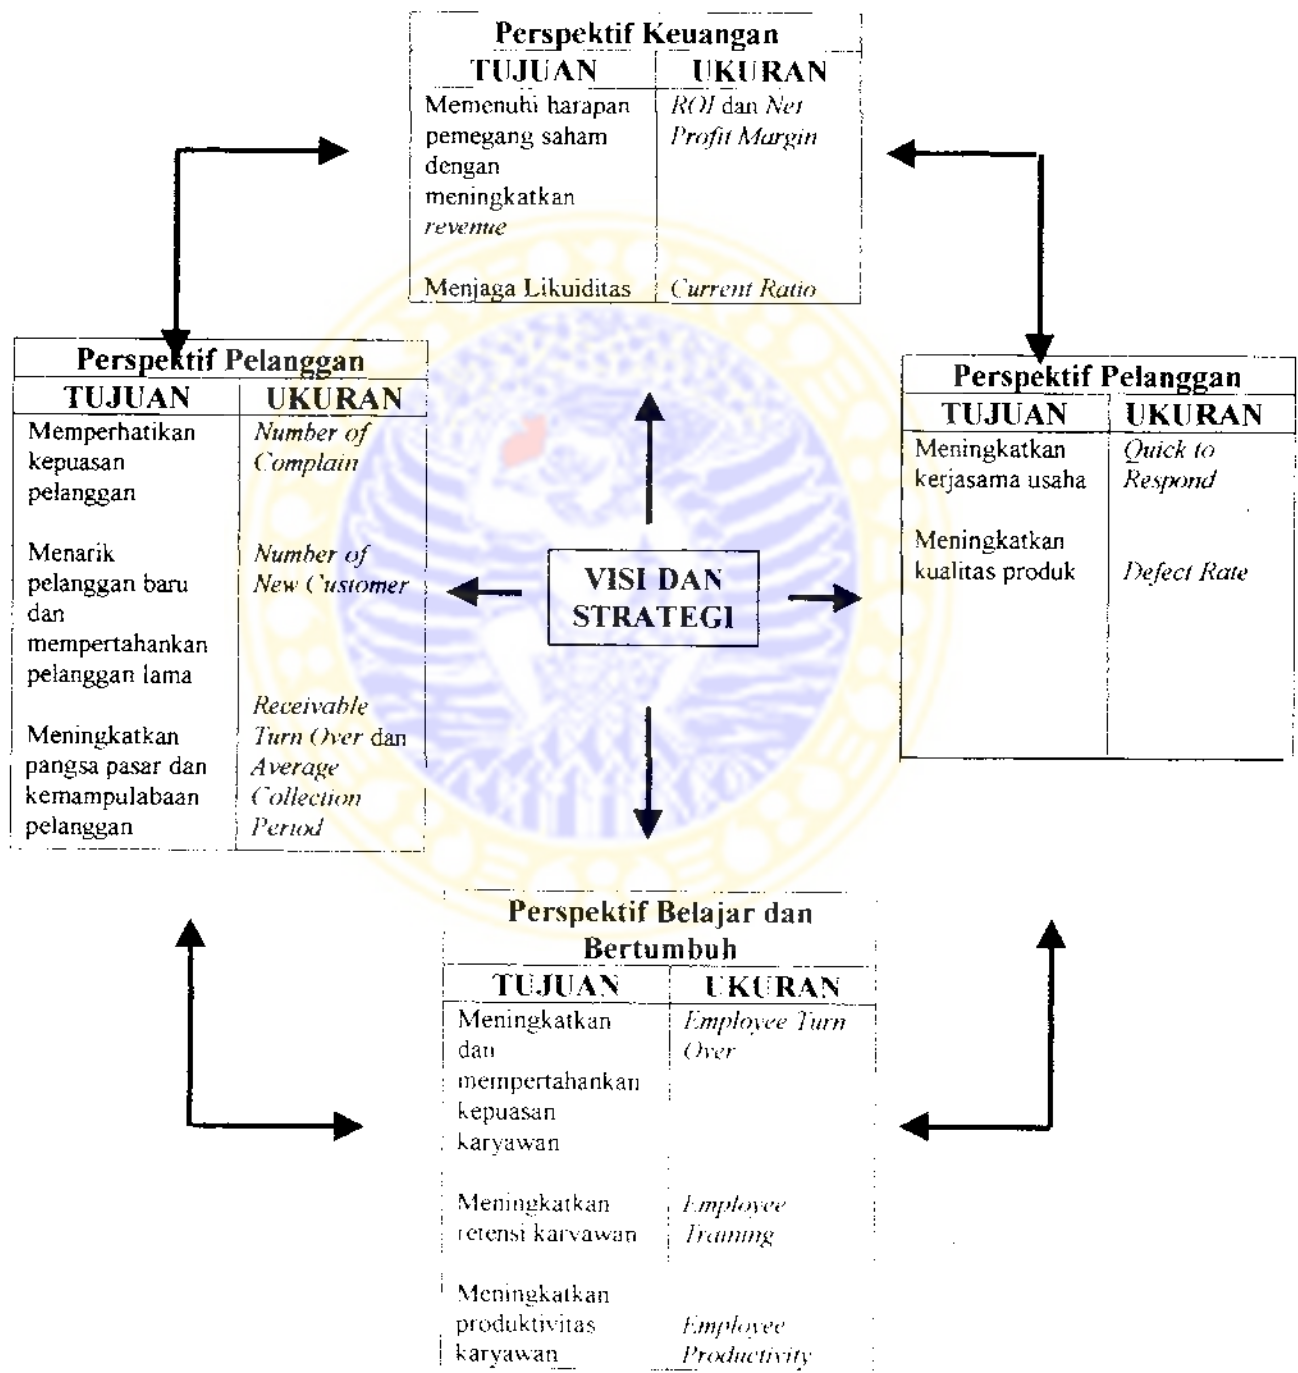 Perspektif Keuangan
TUJUAN UKURAN
Memenuhi harapan ROI dan Net
pemegang saham Profit Margin
dengan
meningkatkan
revenue
Menjaga Likuiditas Current Ratio
Perspektif Pelanggan
TUJUAN UKURAN
Memperhatikan Number of
kepuasan Complain
pelanggan
Menarik Number of
pelanggan baru New Customer
dan
mempertahankan
pelanggan lama
Receivable
Meningkatkan Turn Over dan
pangsa pasar dan Average
kemampulabaan Collection
pelanggan Period
VISI DAN
STRATEGI
Perspektif Pelanggan
TUJUAN UKURAN
Meningkatkan Quick to
kerjasama usaha Respond
Meningkatkan
kualitas produk Defect Rate
Perspektif Belajar dan
Bertumbuh
TUJUAN UKURAN
Meningkatkan Employee Turn
dan Over
mempertahankan
kepuasan
karyawan
Meningkatkan Employee
retensi karyawan Training
Meningkatkan
produktivitas Employee
karyawan Productivity